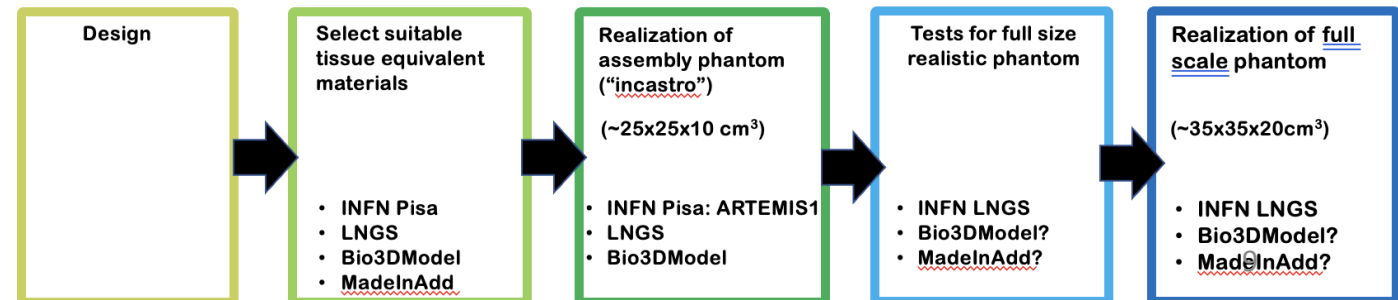 Design
Select suitable
tissue equivalent
materials
• INFN Pisa
• LNGS
• Bio3DModel
• MadeInAdd
Realization of
assembly phantom
(“incastro”)
(~25x25x10 cm³)
• INFN Pisa: ARTEMIS1
• LNGS
• Bio3DModel
Tests for full size
realistic phantom
• INFN LNGS
• Bio3DModel?
• MadeInAdd?
Realization of full
scale phantom
(~35x35x20cm³)
• INFN LNGS
• Bio3DModel?
• MadeInAdd?
9